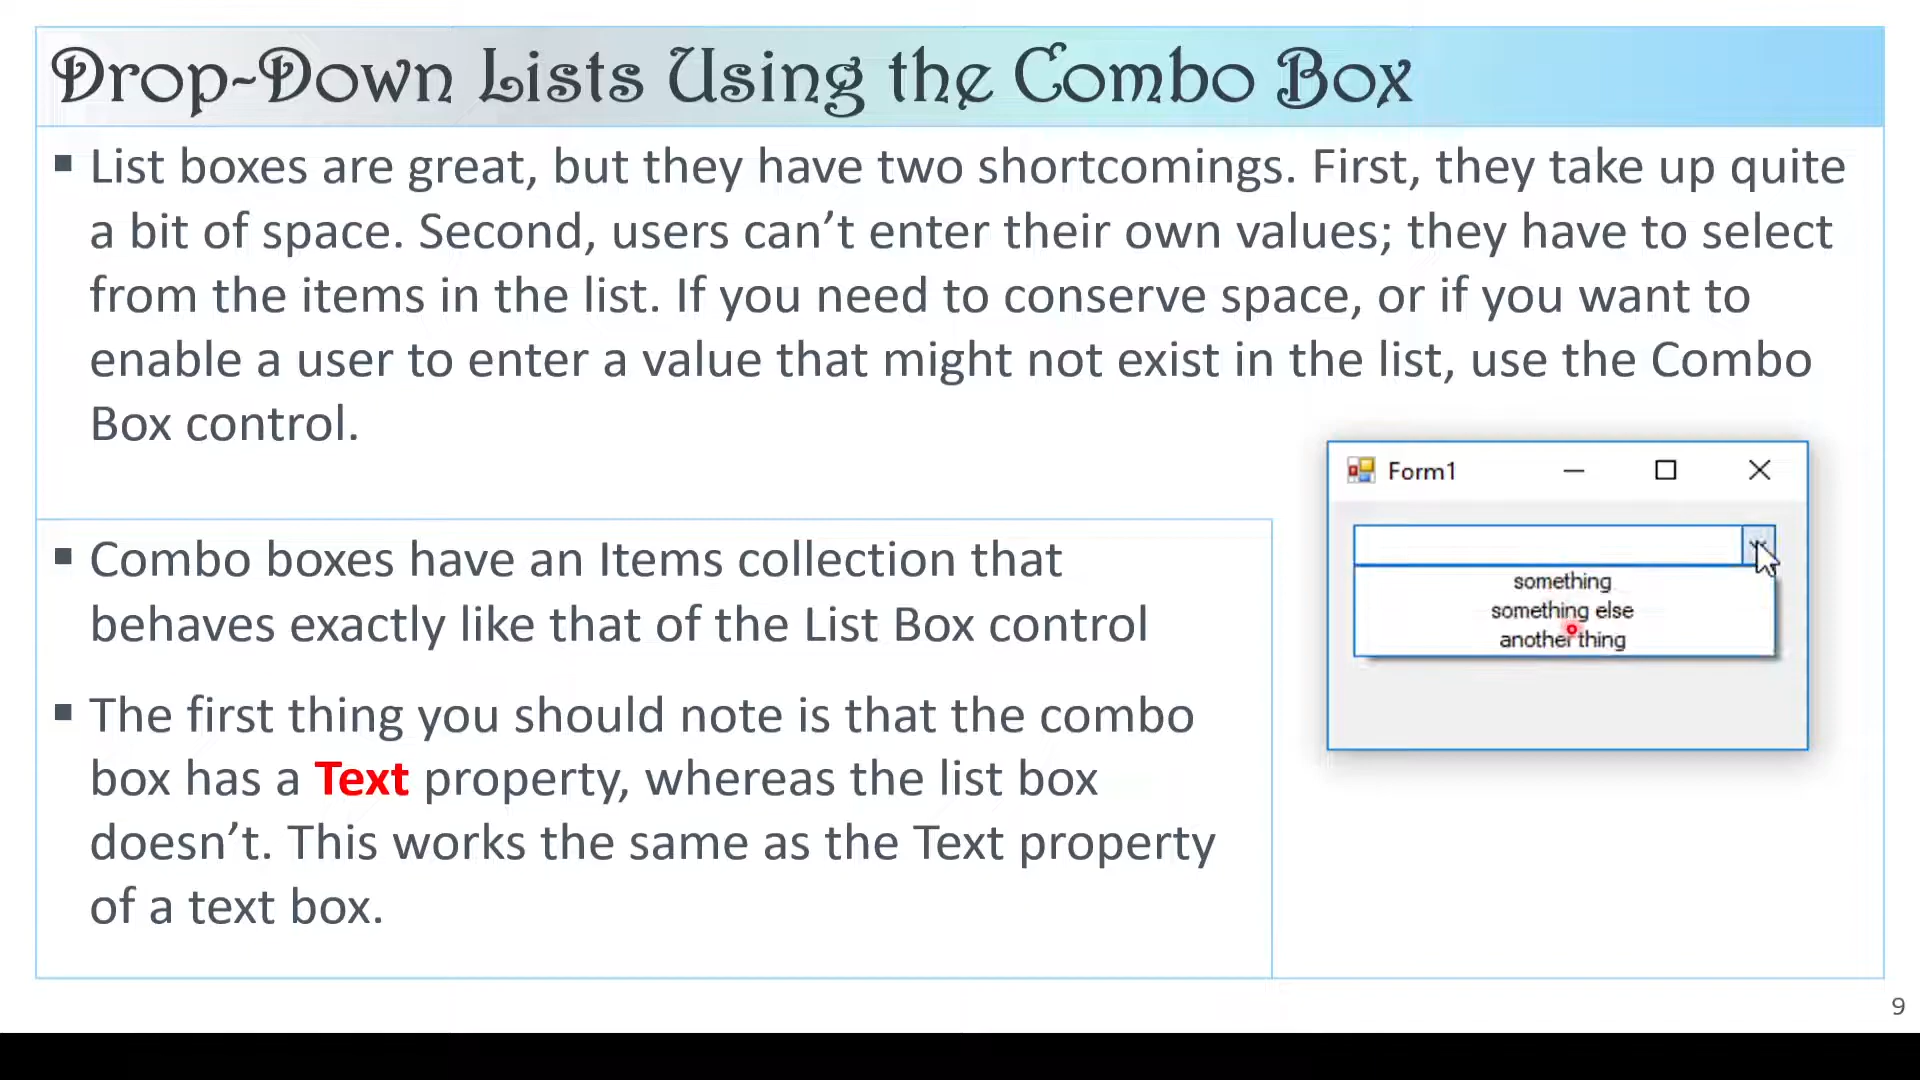 Drop-Down Lists Using the Combo Box
▪ List boxes are great, but they have two shortcomings. First, they take up quite
a bit of space. Second, users can’t enter their own values; they have to select
from the items in the list. If you need to conserve space, or if you want to
enable a user to enter a value that might not exist in the list, use the Combo
Box control.
▪ Combo boxes have an Items collection that
behaves exactly like that of the List Box control
▪ The first thing you should note is that the combo
box has a Text property, whereas the list box
doesn’t. This works the same as the Text property
of a text box.
Form1
something
something else
another thing
9